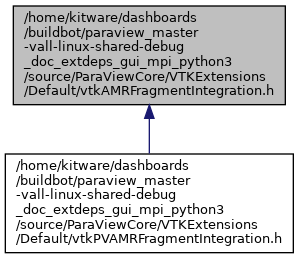 /home/kitware/dashboards
/buildbot/paraview_master
-vall-linux-shared-debug
_doc_extdeps_gui_mpi_python3
/source/ParaViewCore/VTKExtensions
/Default/vtkAMRFragmentIntegration.h
/home/kitware/dashboards
/buildbot/paraview_master
-vall-linux-shared-debug
_doc_extdeps_gui_mpi_python3
/source/ParaViewCore/VTKExtensions
/Default/vtkPVAMRFragmentIntegration.h